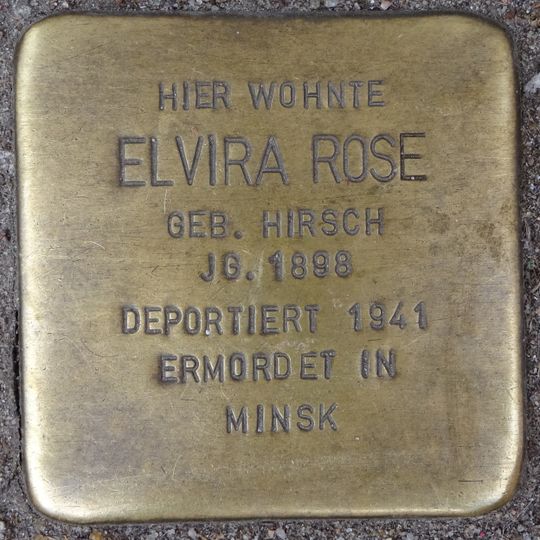 HIER WOHNTE
ELVIRA ROSE
GEB. HIRSCH
JG. 1898
DEPORTIERT 1941
ERMORDET IN
MINSK